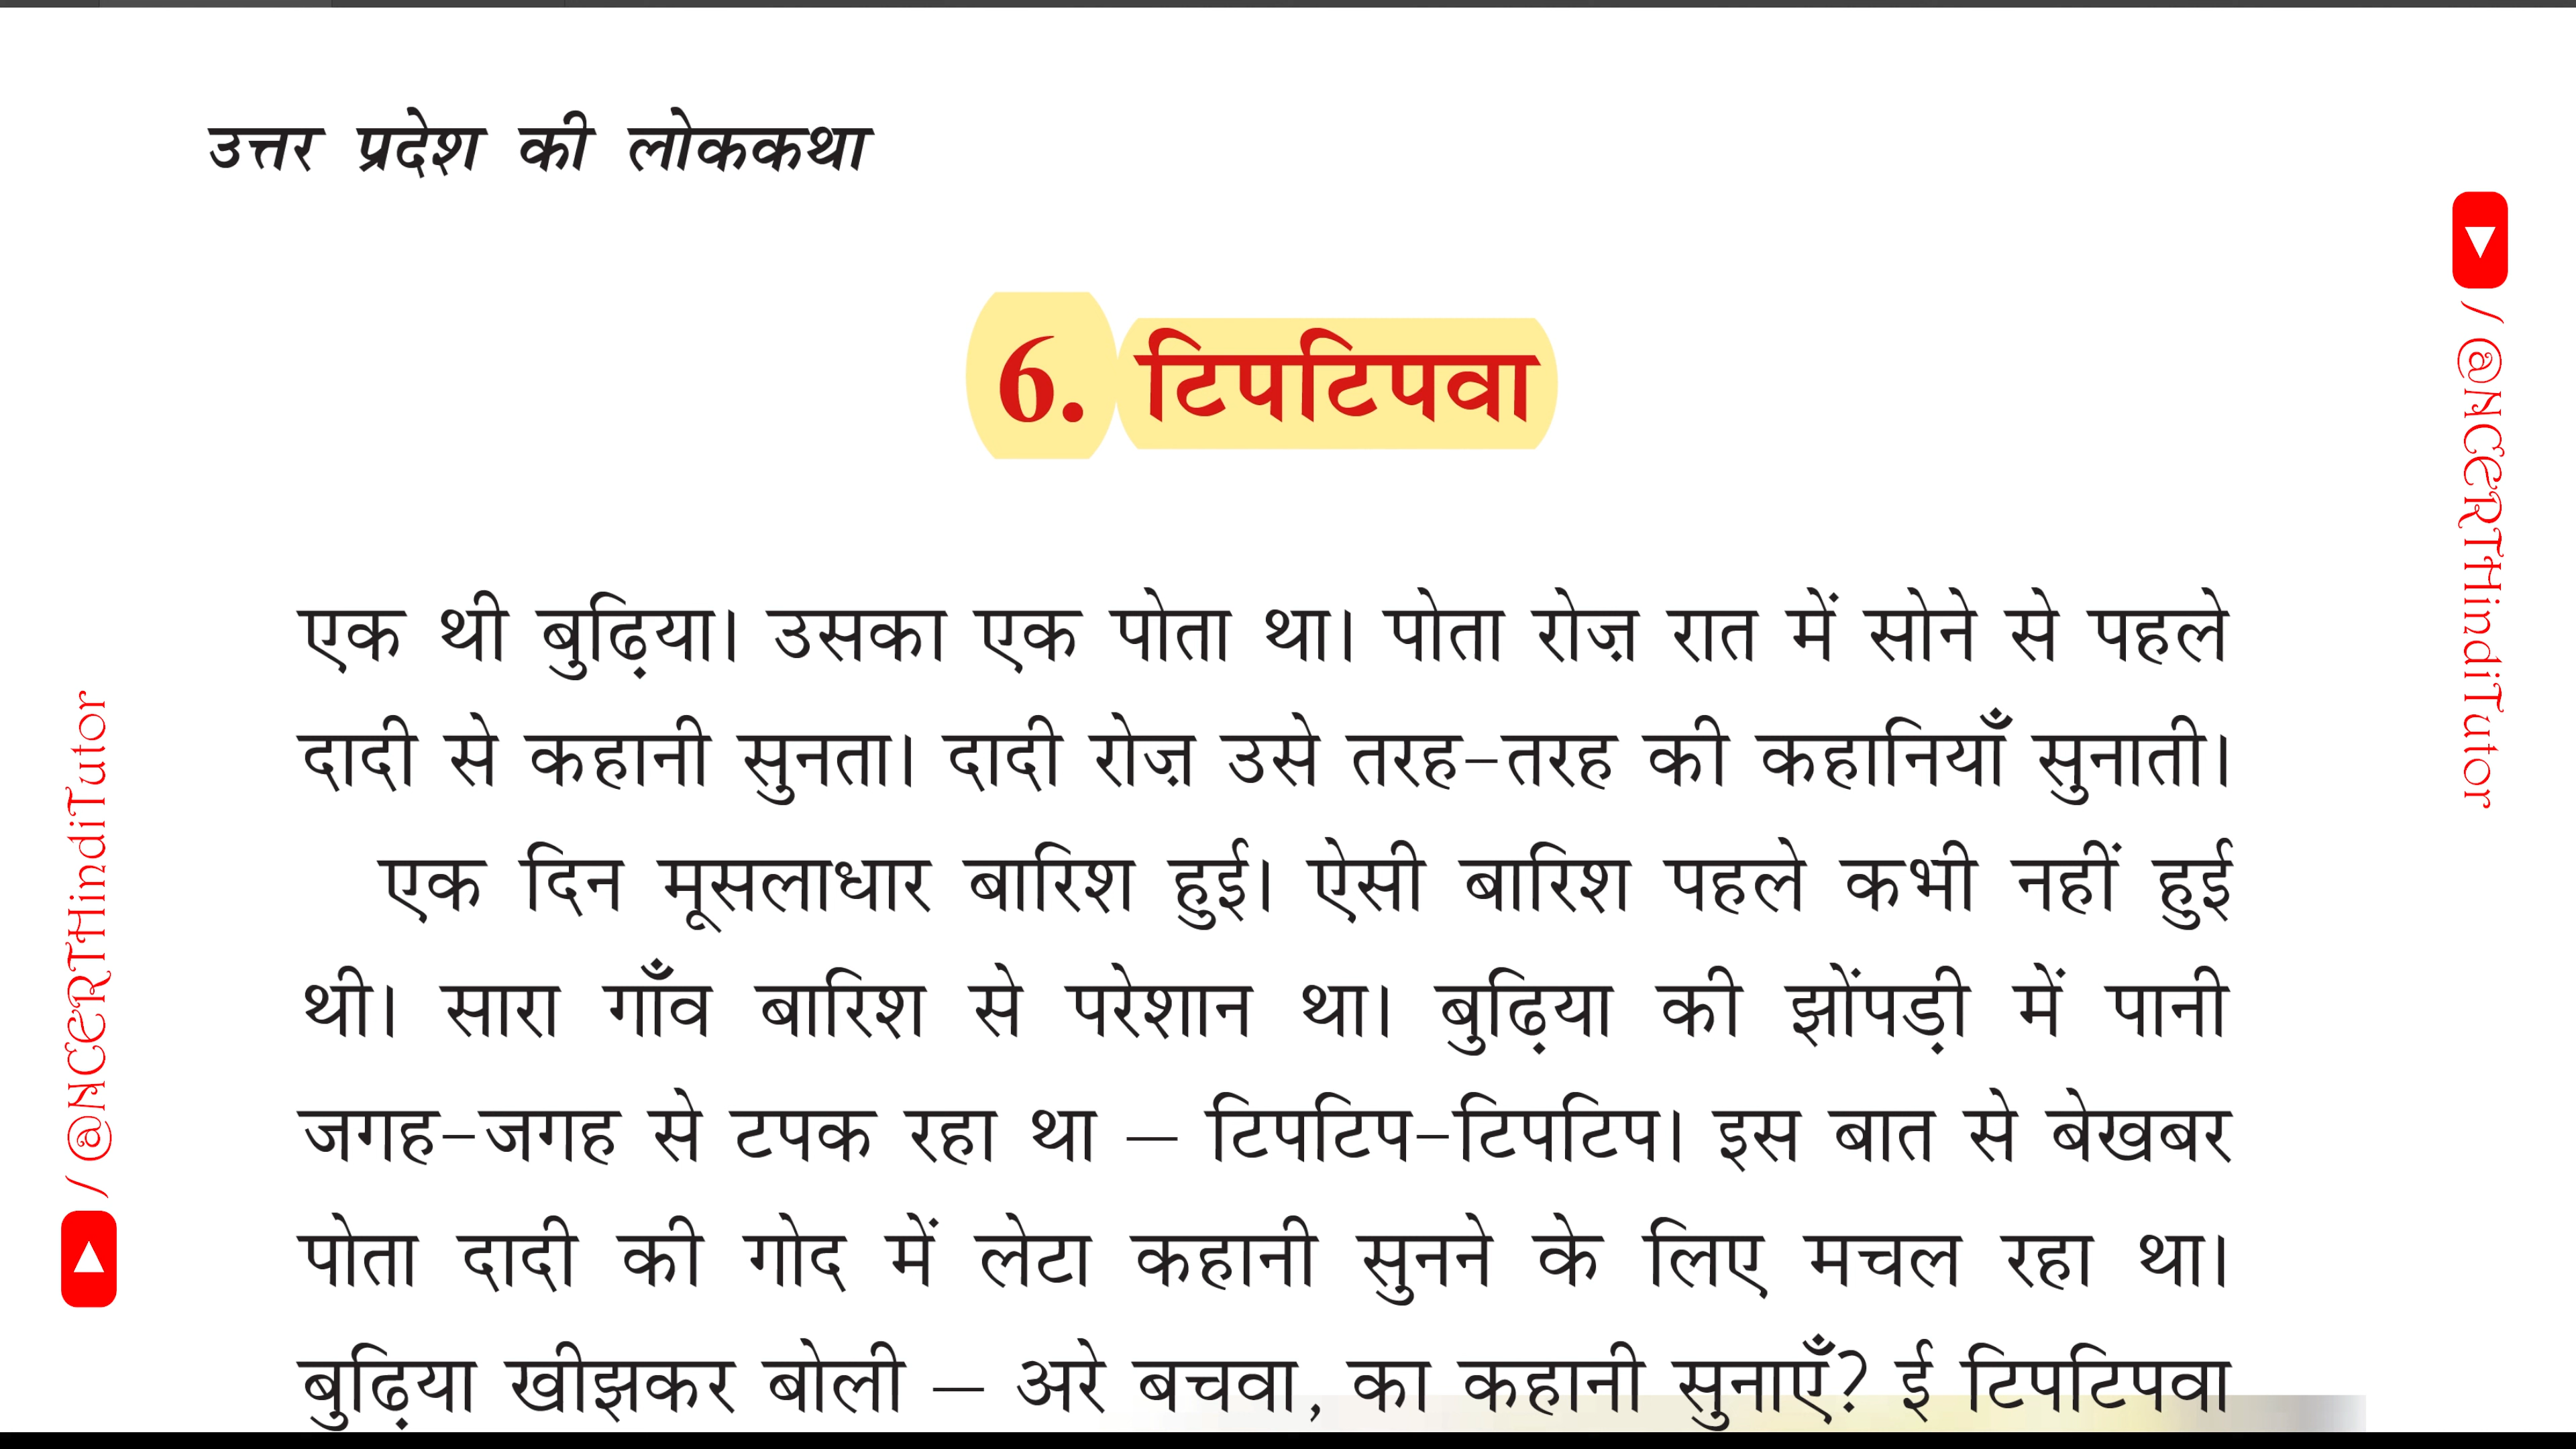 उत्तर प्रदेश की लोककथा
6. टिपटिपवा
एक थी बुढ़िया। उसका एक पोता था। पोता रोज़ रात में सोने से पहले
दादी से कहानी सुनता। दादी रोज़ उसे तरह-तरह की कहानियाँ सुनाती।
एक दिन मूसलाधार बारिश हुई। ऐसी बारिश पहले कभी नहीं हुई
थी। सारा गाँव बारिश से परेशान था। बुढ़िया की झोंपड़ी में पानी
जगह-जगह से टपक रहा था – टिपटिप-टिपटिप। इस बात से बेखबर
पोता दादी की गोद में लेटा कहानी सुनने के लिए मचल रहा था।
बुढ़िया खीझकर बोली – अरे बचवा, का कहानी सुनाएँ? ई टिपटिपवा
/ @NCERTHindiTutor
/ @NCERTHindiTutor